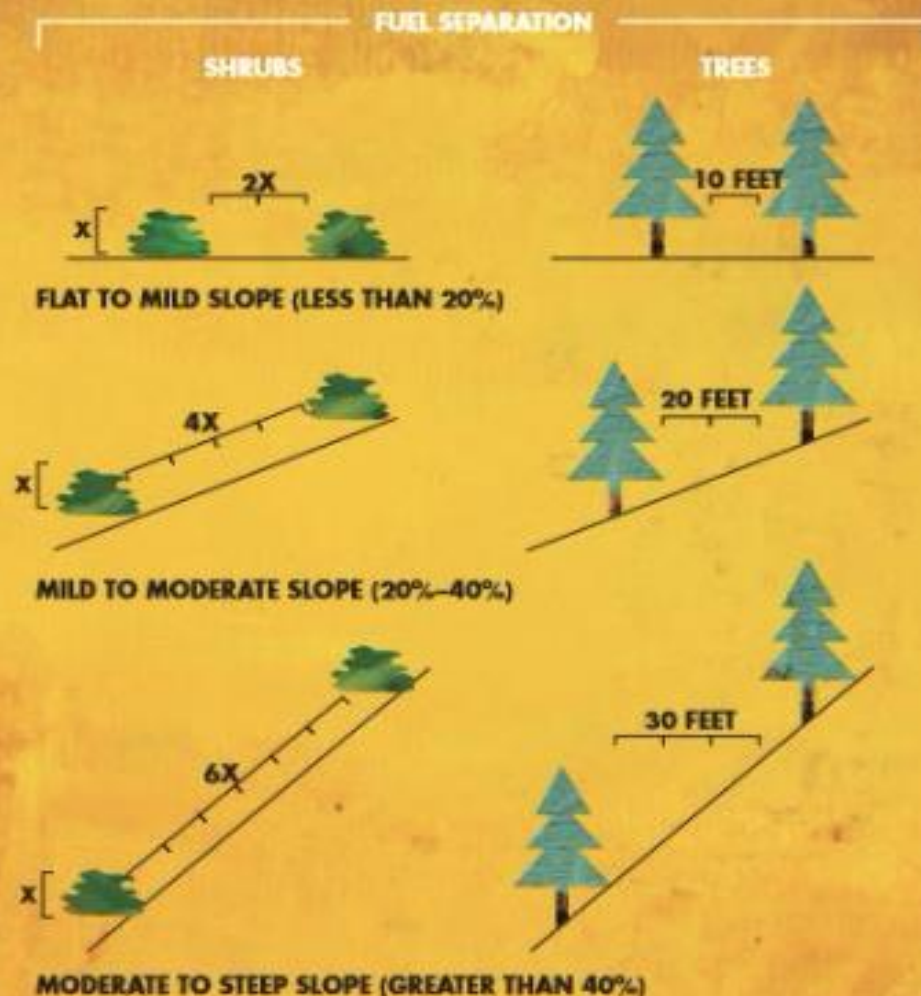 FUEL SEPARATION
SHRUBS
TREES
2X
X
10 FEET
FLAT TO MILD SLOPE (LESS THAN 20%)
4X
X
20 FEET
MILD TO MODERATE SLOPE (20%–40%)
6X
X
30 FEET
MODERATE TO STEEP SLOPE (GREATER THAN 40%)